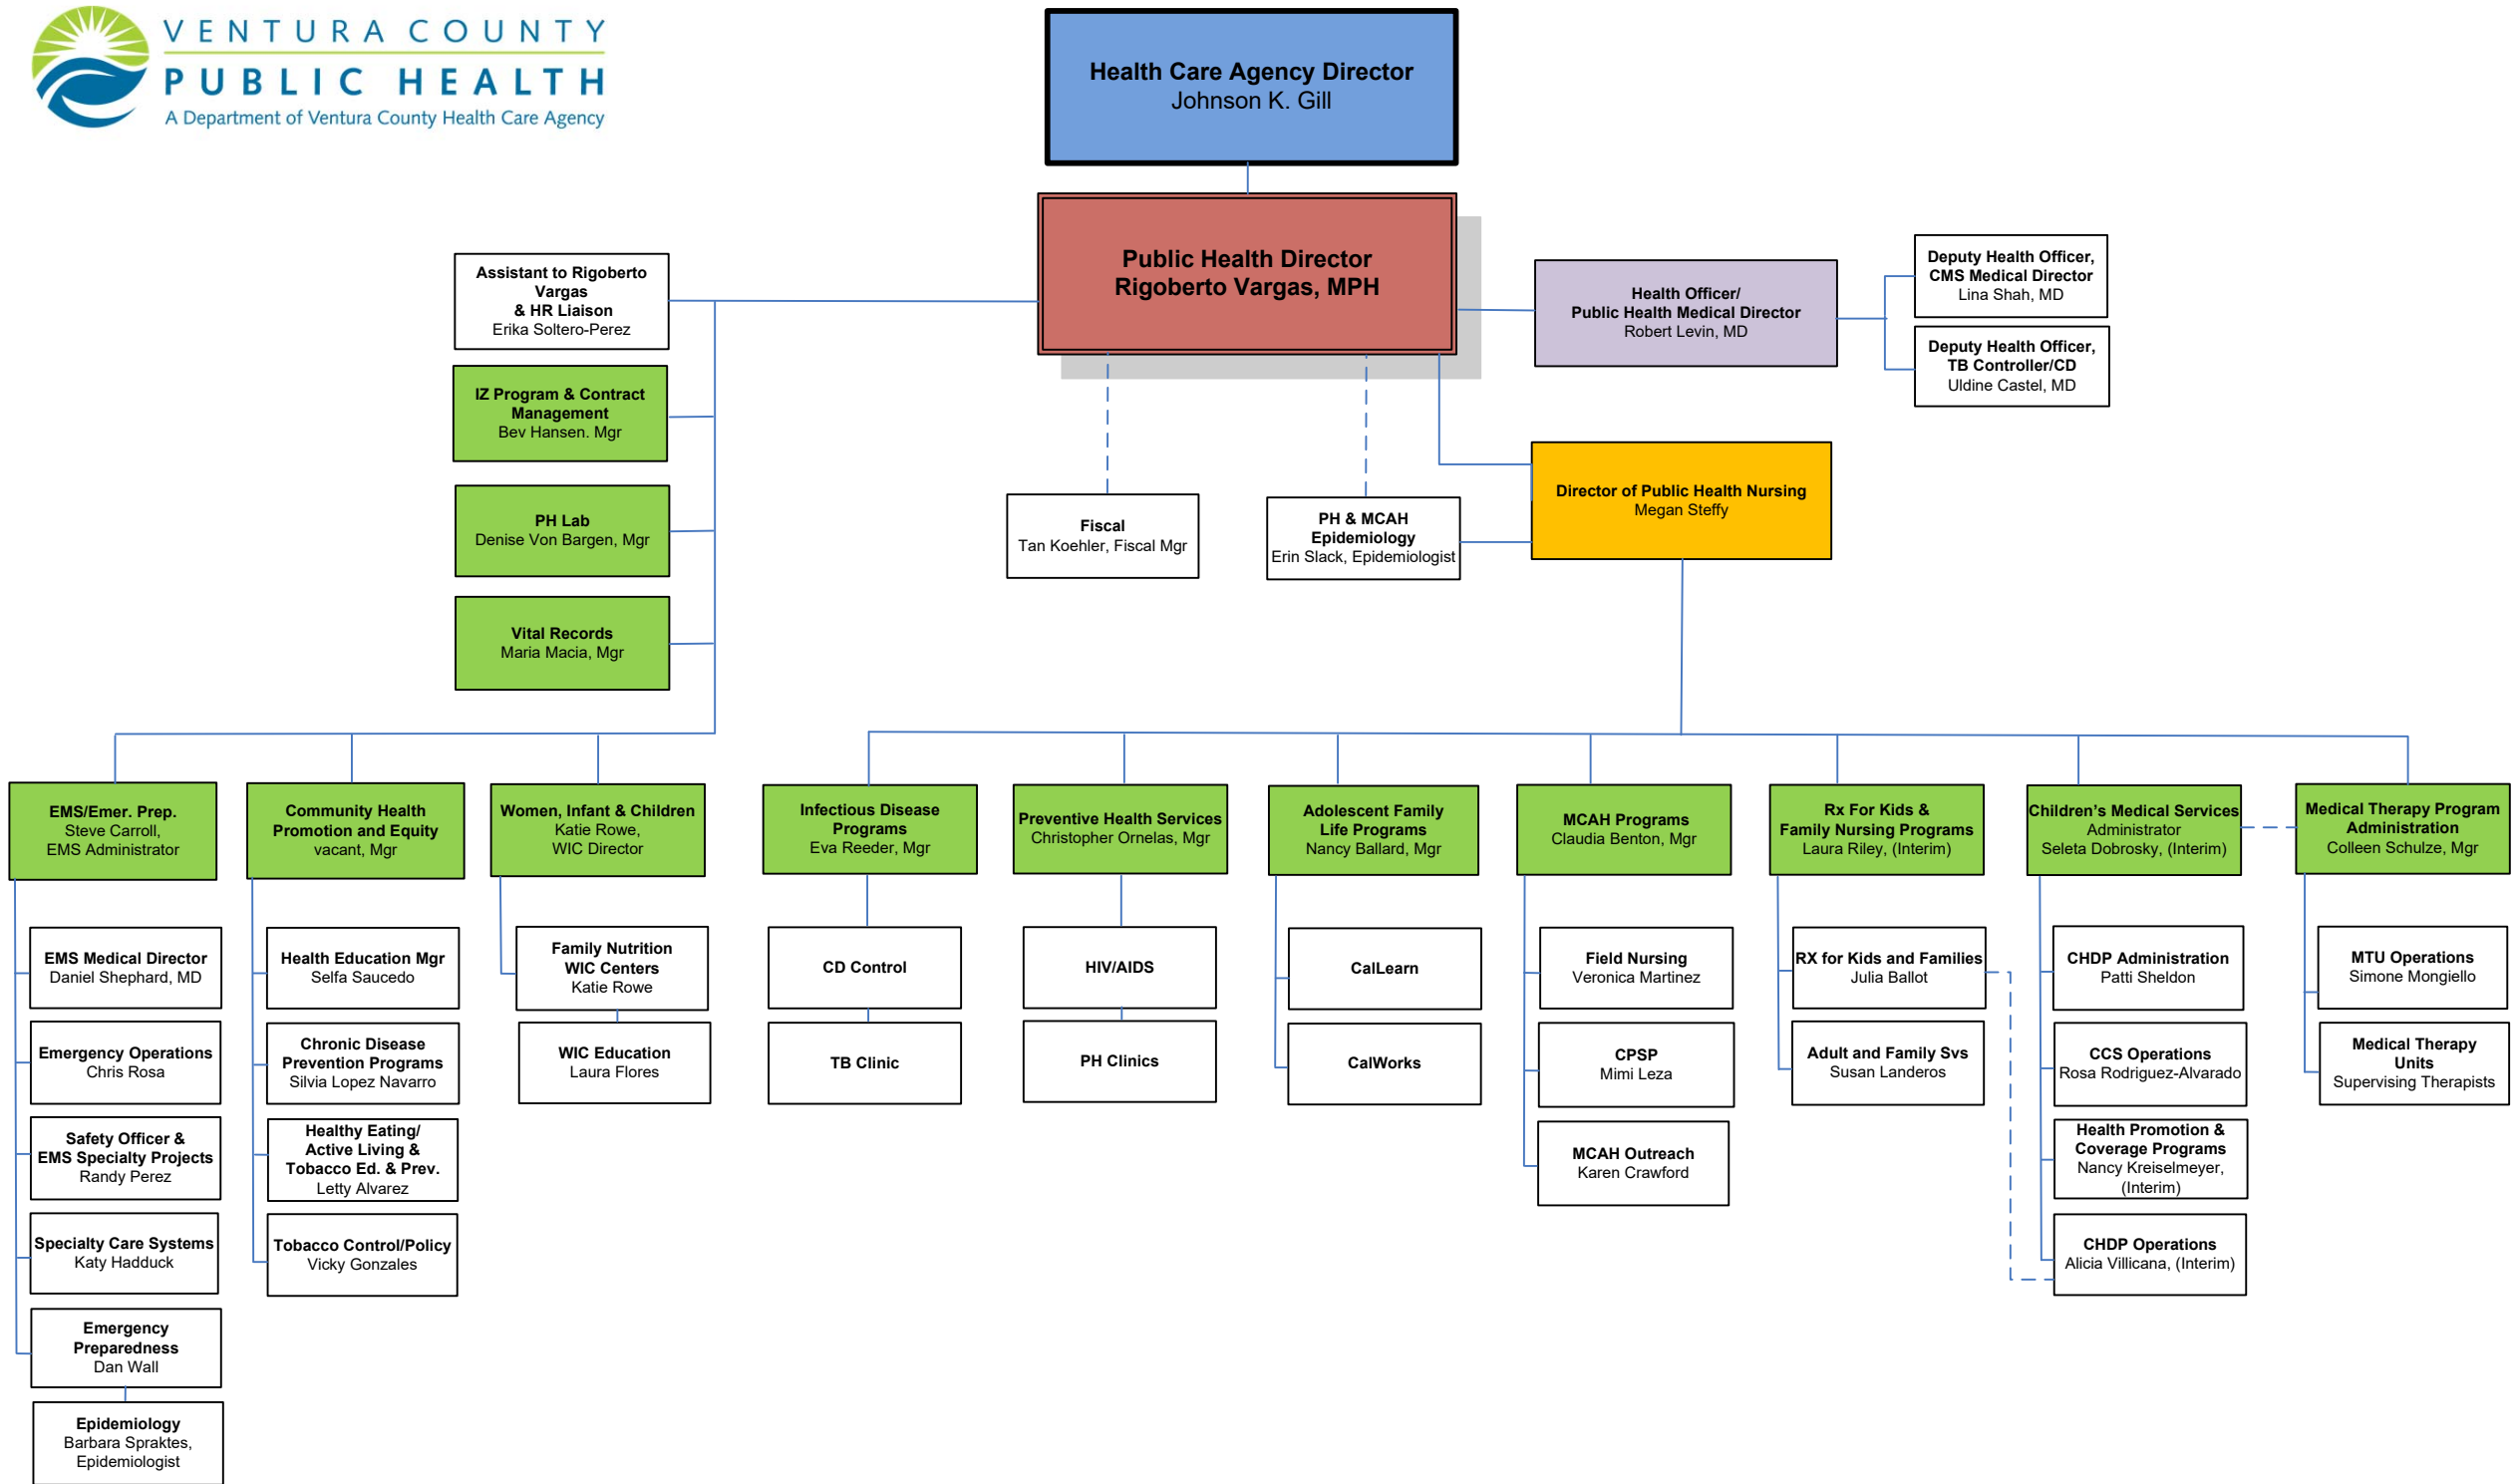 VENTURA COUNTY
PUBLIC HEALTH
A Department of Ventura County Health Care Agency
Health Care Agency Director
Johnson K. Gill
Public Health Director
Rigoberto Vargas, MPH
Assistant to Rigoberto
Vargas
& HR Liaison
Erika Soltero-Perez
Health Officer/
Public Health Medical Director
Robert Levin, MD
Deputy Health Officer,
CMS Medical Director
Lina Shah, MD
Deputy Health Officer,
TB Controller/CD
Uldine Castel, MD
IZ Program & Contract
Management
Bev Hansen. Mgr
PH Lab
Denise Von Bargen, Mgr
Vital Records
Maria Macia, Mgr
Fiscal
Tan Koehler, Fiscal Mgr
PH & MCAH
Epidemiology
Erin Slack, Epidemiologist
Director of Public Health Nursing
Megan Steffy
EMS/Emer. Prep.
Steve Carroll,
EMS Administrator
Community Health
Promotion and Equity
vacant, Mgr
Women, Infant & Children
Katie Rowe,
WIC Director
Infectious Disease
Programs
Eva Reeder, Mgr
Preventive Health Services
Christopher Ornelas, Mgr
Adolescent Family
Life Programs
Nancy Ballard, Mgr
MCAH Programs
Claudia Benton, Mgr
Rx For Kids &
Family Nursing Programs
Laura Riley, (Interim)
Children's Medical Services
Administrator
Seleta Dobrosky, (Interim)
Medical Therapy Program
Administration
Colleen Schulze, Mgr
EMS Medical Director
Daniel Shephard, MD
Emergency Operations
Chris Rosa
Safety Officer &
EMS Specialty Projects
Randy Perez
Specialty Care Systems
Katy Hadduck
Emergency
Preparedness
Dan Wall
Epidemiology
Barbara Spraktes,
Epidemiologist
Health Education Mgr
Selfa Saucedo
Chronic Disease
Prevention Programs
Silvia Lopez Navarro
Healthy Eating/
Active Living &
Tobacco Ed. & Prev.
Letty Alvarez
Tobacco Control/Policy
Vicky Gonzales
Family Nutrition
WIC Centers
Katie Rowe
WIC Education
Laura Flores
CD Control
TB Clinic
HIV/AIDS
PH Clinics
CalLearn
CalWorks
Field Nursing
Veronica Martinez
CPSP
Mimi Leza
MCAH Outreach
Karen Crawford
RX for Kids and Families
Julia Ballot
Adult and Family Svs
Susan Landeros
CHDP Administration
Patti Sheldon
CCS Operations
Rosa Rodriguez-Alvarado
Health Promotion &
Coverage Programs
Nancy Kreiselmeyer,
(Interim)
CHDP Operations
Alicia Villicana, (Interim)
MTU Operations
Simone Mongiello
Medical Therapy
Units
Supervising Therapists